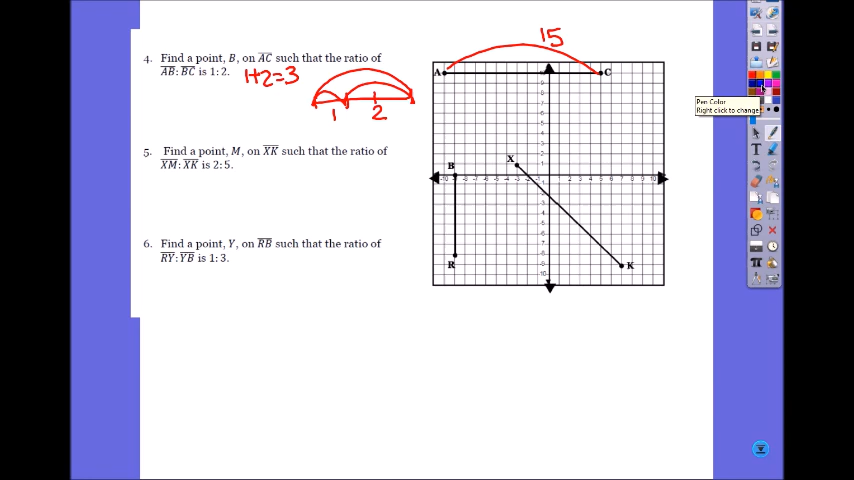 15
4. Find a point, B, on AC such that the ratio of
AB: BC is 1: 2.
1+2=3
1 2
5. Find a point, M, on XK such that the ratio of
XM: XK is 2: 5.
6. Find a point, Y, on RB such that the ratio of
RY: YB is 1: 3.
A C
X
B
R
K
Pen Color
Right click to change